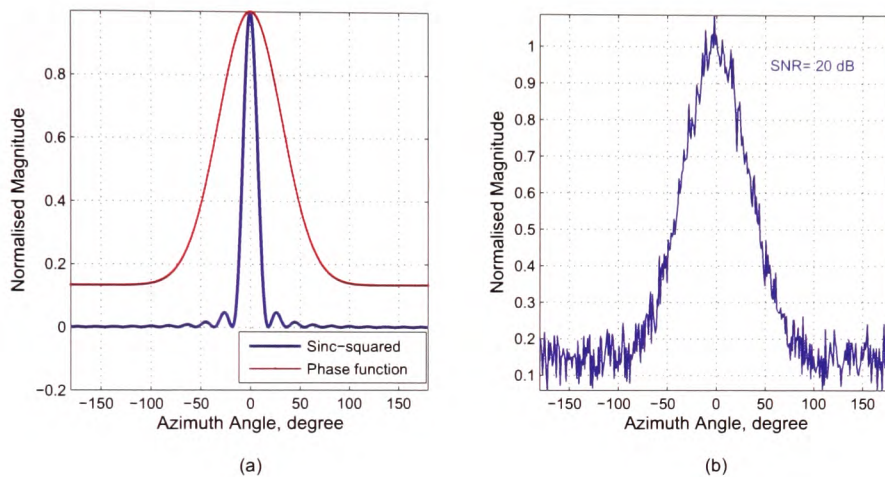 0.8
0.6
0.4
0.2
0
−0.2
−150 −100 −50 0 50 100 150
Normalised Magnitude
Azimuth Angle, degree
Sinc−squared
Phase function
(a)
1
0.9
0.8
0.7
0.6
0.5
0.4
0.3
0.2
0.1
−150 −100 −50 0 50 100 150
Normalised Magnitude
Azimuth Angle, degree
SNR= 20 dB
(b)